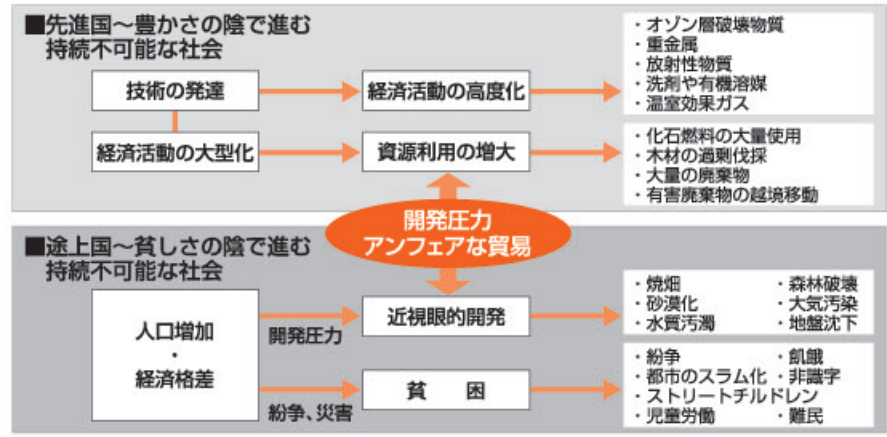 ■先進国～豊かさの陰で進む
持続不可能な社会
技術の発達
経済活動の高度化
・オゾン層破壊物質
・重金属
・放射性物質
・洗剤や有機溶媒
・温室効果ガス
経済活動の大型化
資源利用の増大
・化石燃料の大量使用
・木材の過剰伐採
・大量の廃棄物
・有害廃棄物の越境移動
開発圧力
アンフェアな貿易
■途上国～貧しさの陰で進む
持続不可能な社会
人口増加
・
経済格差
開発圧力
近視眼的開発
・焼畑 ・森林破壊
・砂漠化 ・大気汚染
・水質汚濁 ・地盤沈下
紛争、災害
貧 困
・紛争 ・飢餓
・都市のスラム化 ・非識字
・ストリートチルドレン
・児童労働 ・難民